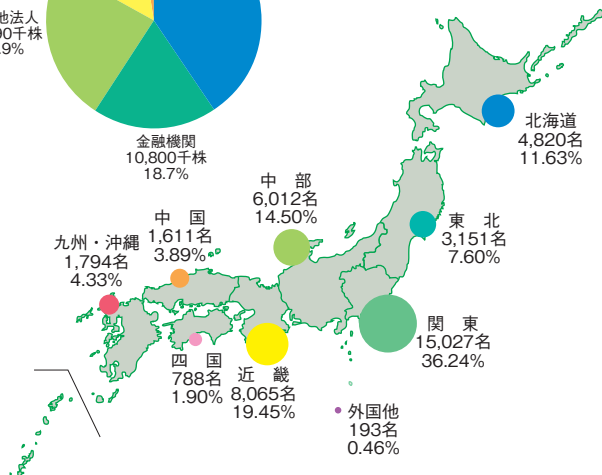 他法人
90千株
.9%
金融機関
10,800千株
18.7%
北海道
4,820名
11.63%
中 部
6,012名
14.50%
中 国
1,611名
3.89%
東 北
3,151名
7.60%
九州・沖縄
1,794名
4.33%
関 東
15,027名
36.24%
四 国
788名
1.90%
近 畿
8,065名
19.45%
外国他
193名
0.46%